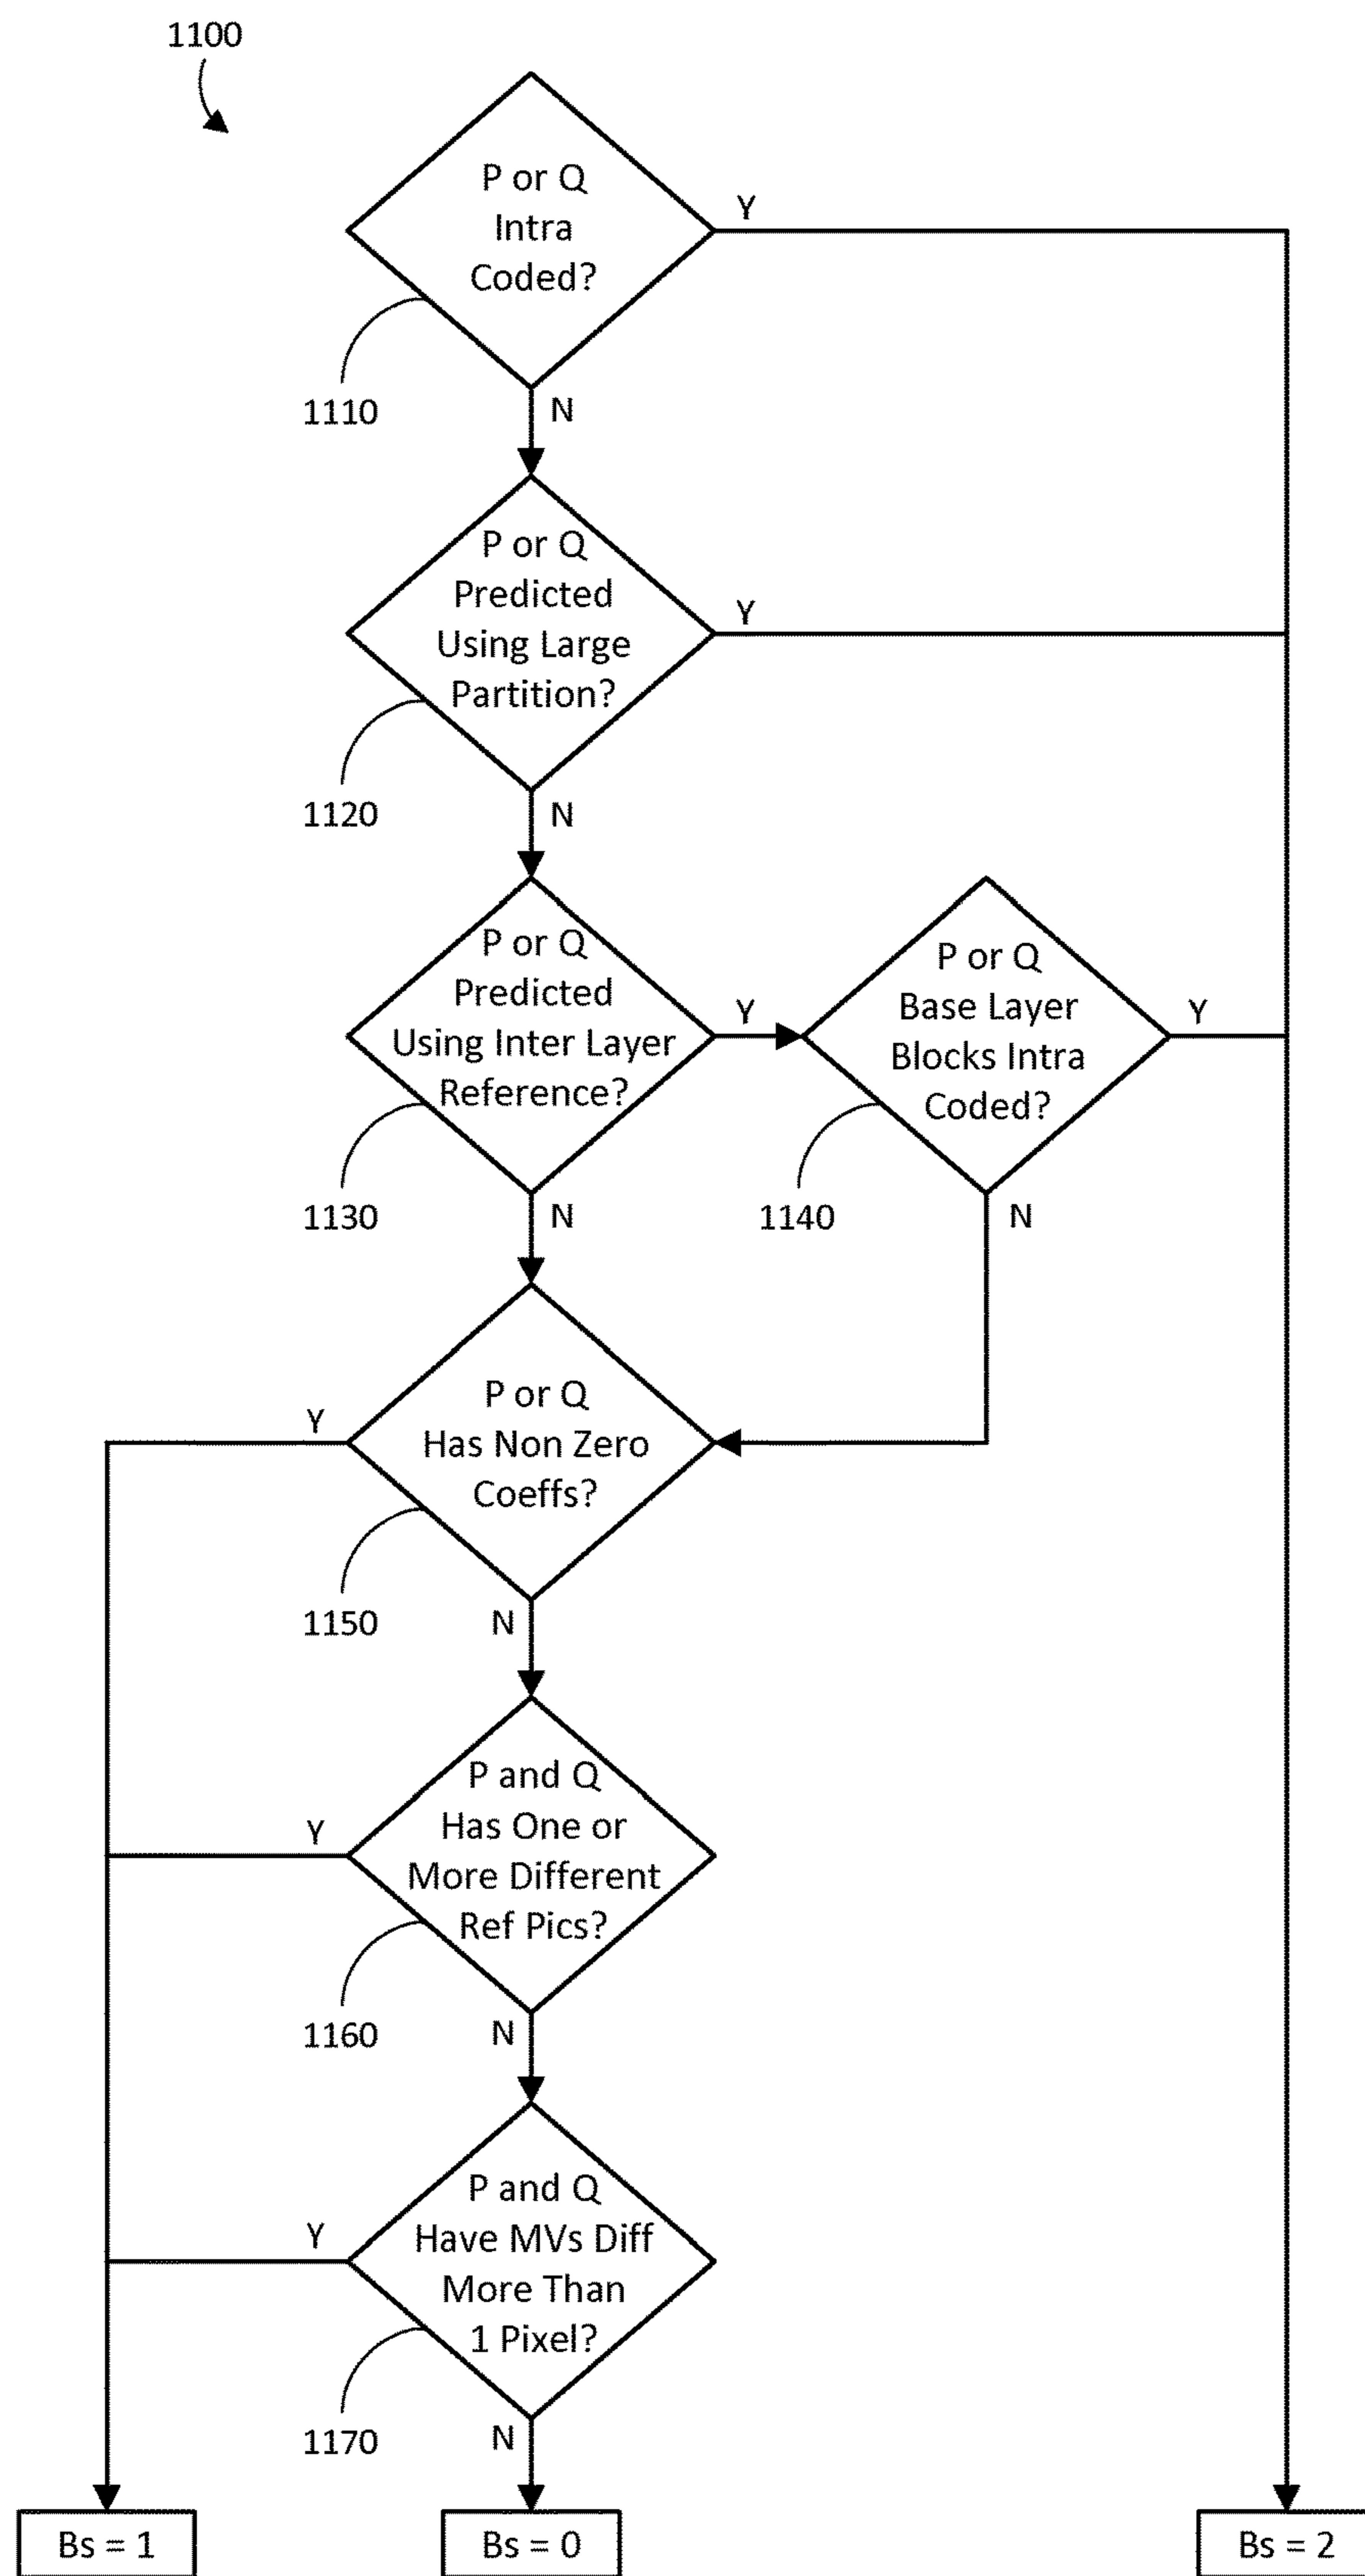 1100
P or Q
Intra
Coded?
Y
1110
N
P or Q
Predicted
Using Large
Partition?
Y
1120
N
P or Q
Predicted
Using Inter Layer
Reference?
Y
1130
N
P or Q
Base Layer
Blocks Intra
Coded?
Y
1140
N
P or Q
Has Non Zero
Coeffs?
Y
1150
N
P and Q
Has One or
More Different
Ref Pics?
Y
1160
N
P and Q
Have MVs Diff
More Than
1 Pixel?
Y
1170
N
Bs = 1
Bs = 0
Bs = 2